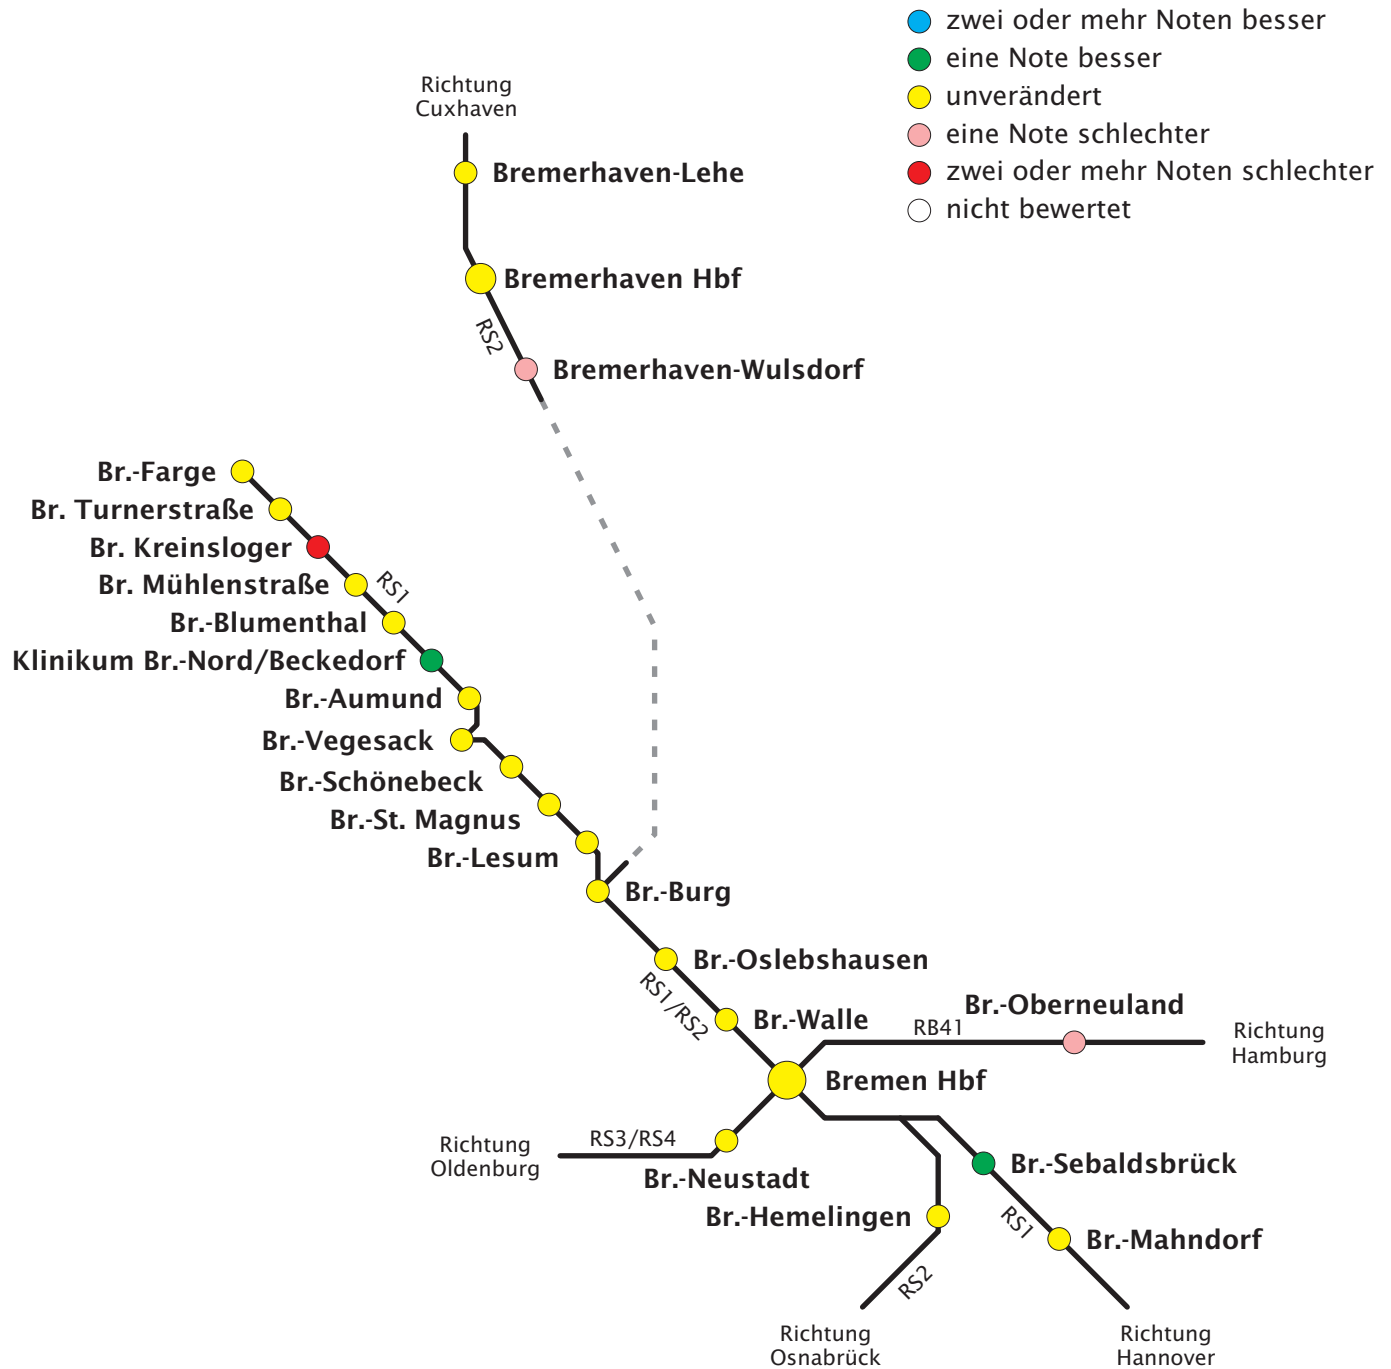 zwei oder mehr Noten besser
eine Note besser
unverändert
eine Note schlechter
zwei oder mehr Noten schlechter
nicht bewertet
Richtung
Cuxhaven
Bremerhaven-Lehe
Bremerhaven Hbf
RS2
Bremerhaven-Wulsdorf
Br.-Farge
Br. Turnerstraße
Br. Kreinsloger
Br. Mühlenstraße
RS1
Br.-Blumenthal
Klinikum Br.-Nord/Beckedorf
Br.-Aumund
Br.-Vegesack
Br.-Schönebeck
Br.-St. Magnus
Br.-Lesum
Br.-Burg
Br.-Oslebshausen
RS1/RS2
Br.-Walle
Br.-Oberneuland
RB41
Richtung
Hamburg
Bremen Hbf
RS3/RS4
Richtung
Oldenburg
Br.-Neustadt
Br.-Sebaldsbrück
Br.-Hemelingen
RS1
Br.-Mahndorf
RS2
Richtung
Osnabrück
Richtung
Hannover